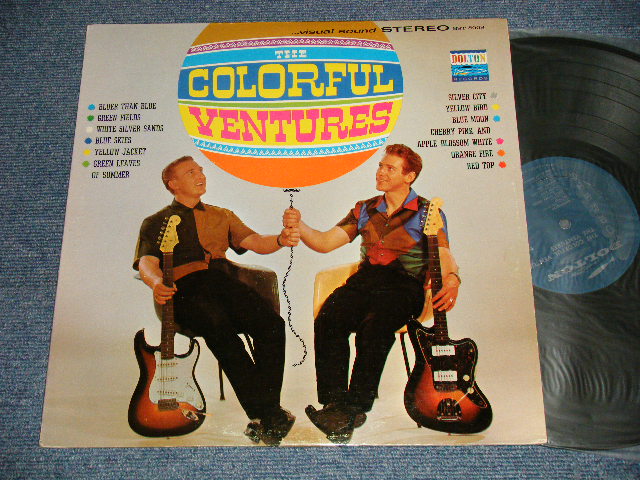 ...visual sound STEREO
THE
COLORFUL
VENTURES
DOLTON
RECORDS
BLUER THAN BLUE
GREEN FIELDS
WHITE SILVER SANDS
BLUE SKIES
YELLOW JACKET
GREEN LEAVES
OF SUMMER
SILVER CITY
YELLOW BIRD
BLUE MOON
CHERRY PINK AND
APPLE BLOSSOM WHITE
ORANGE FIRE
RED TOP
DOLTON